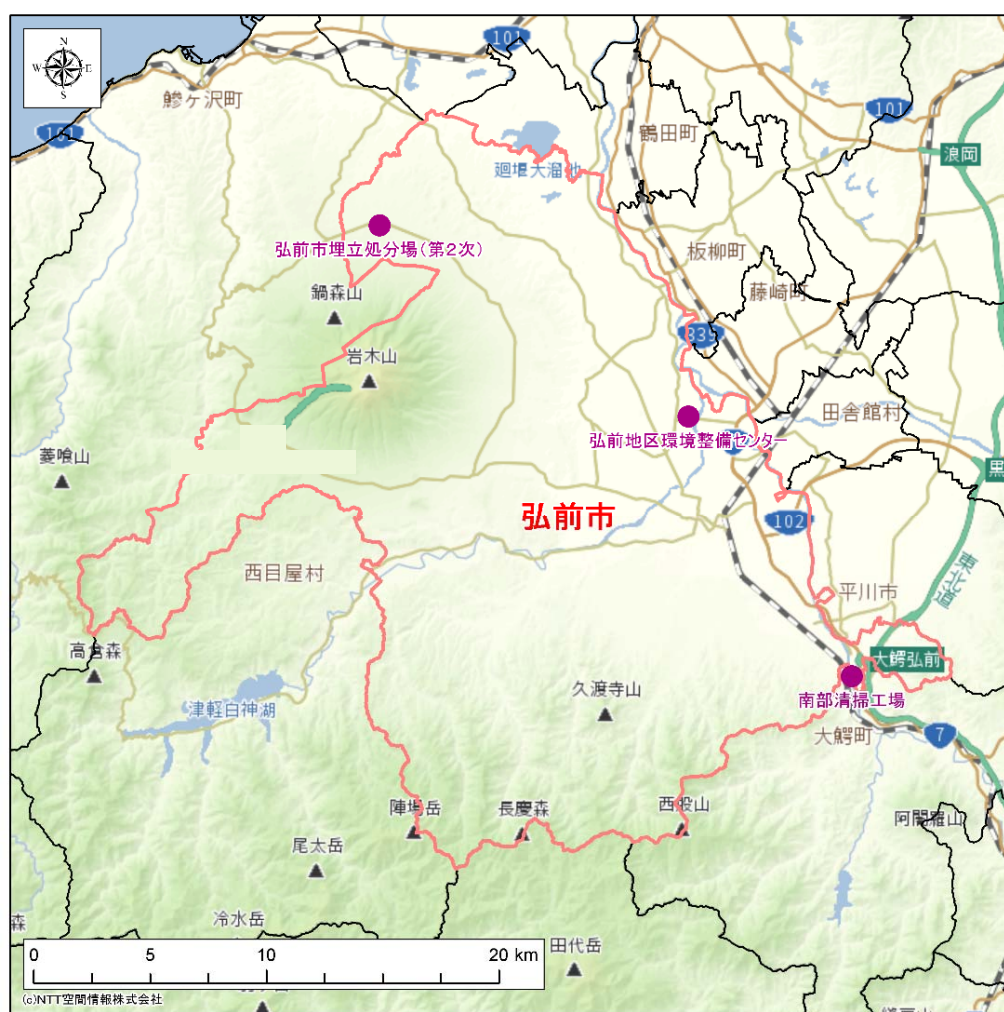 N
W
E
S
101
鰺ヶ沢町
101
101
鶴田町
浪岡
廻堰大溜池
弘前市埋立処分場(第2次)
板柳町
藤崎町
鍋森山
339
岩木山
田舎館村
弘前地区環境整備センター
菱喰山
黒
弘前市
102
西目屋村
東北道
平川市
高倉森
大鰐弘前
久渡寺山
南部清掃工場
津軽白神湖
大鰐町
7
陣場岳
長慶森
西股山
阿闍羅山
尾太岳
冷水岳
森
田代岳
0
5
10
20 km
(c)NTT空間情報株式会社